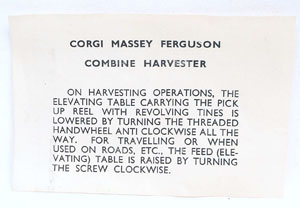 CORGI MASSEY FERGUSON
COMBINE HARVESTER
ON HARVESTING OPERATIONS, THE
ELEVATING TABLE CARRYING THE PICK
UP REEL WITH REVOLVING TINES IS
LOWERED BY TURNING THE THREADED
HANDWHEEL ANTI CLOCKWISE ALL THE
WAY. FOR TRAVELLING OR WHEN
USED ON ROADS, ETC., THE FEED (ELE-
VATING) TABLE IS RAISED BY TURNING
THE SCREW CLOCKWISE.